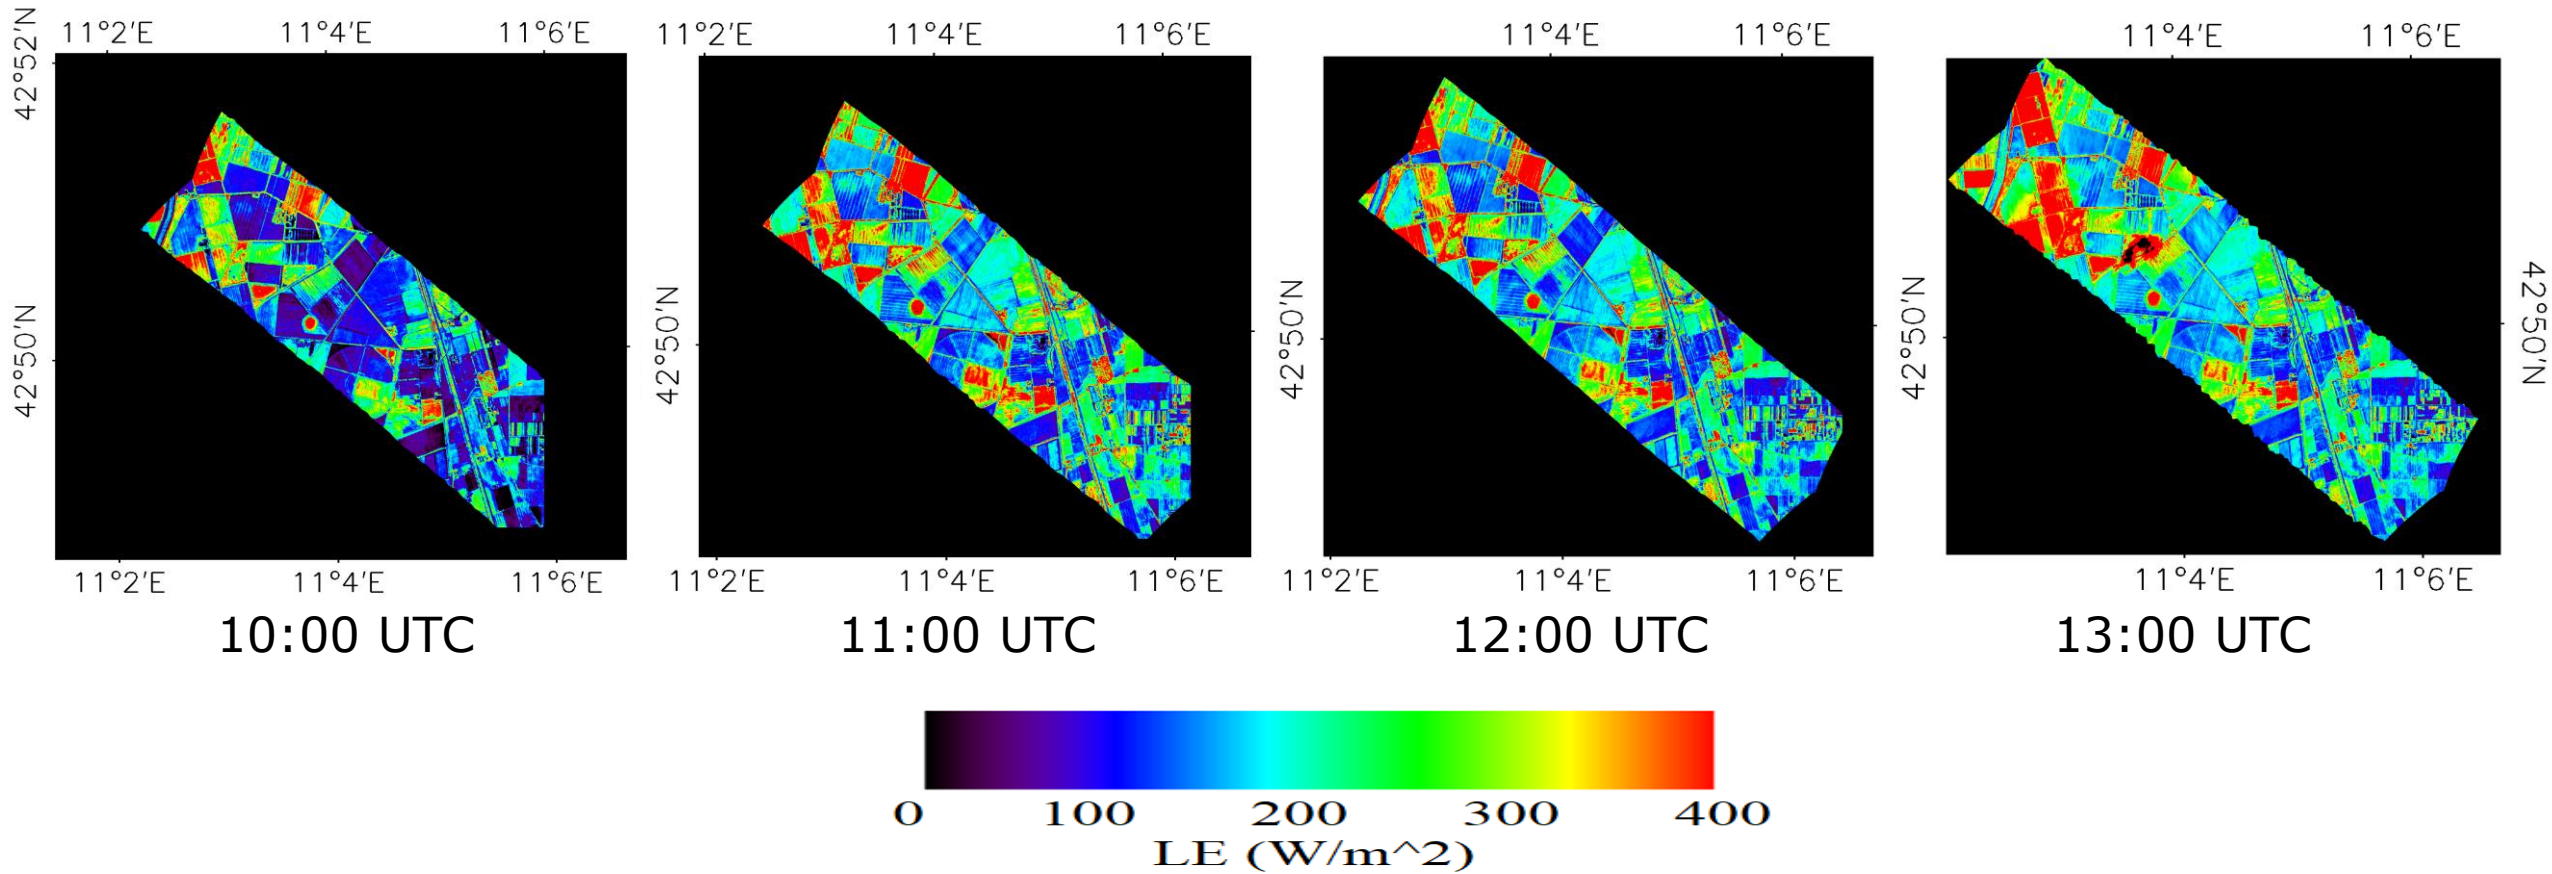 11°2′E 11°4′E 11°6′E 11°2′E 11°4′E 11°6′E 11°4′E 11°6′E 11°4′E 11°6′E
42°52′N
42°50′N
42°50′N
42°50′N
42°50′N
42°50′N
11°2′E 11°4′E 11°6′E 11°2′E 11°4′E 11°6′E 11°2′E 11°4′E 11°6′E 11°4′E 11°6′E
10:00 UTC 11:00 UTC 12:00 UTC 13:00 UTC
0 100 200 300 400
LE (W/m^2)